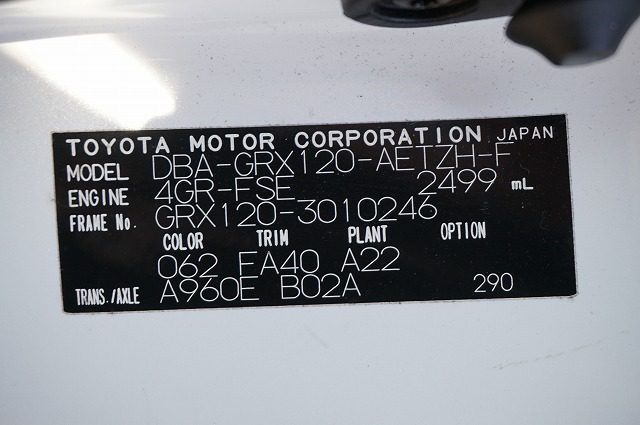 TOYOTA MOTOR CORPORATION JAPAN
MODEL DBA-GRX120-AETZH-F
ENGINE 4GR-FSE 2499 mL
FRAME No. GRX120-3010246
COLOR TRIM PLANT OPTION
062 FA40 A22
TRANS./AXLE A960E B02A 290